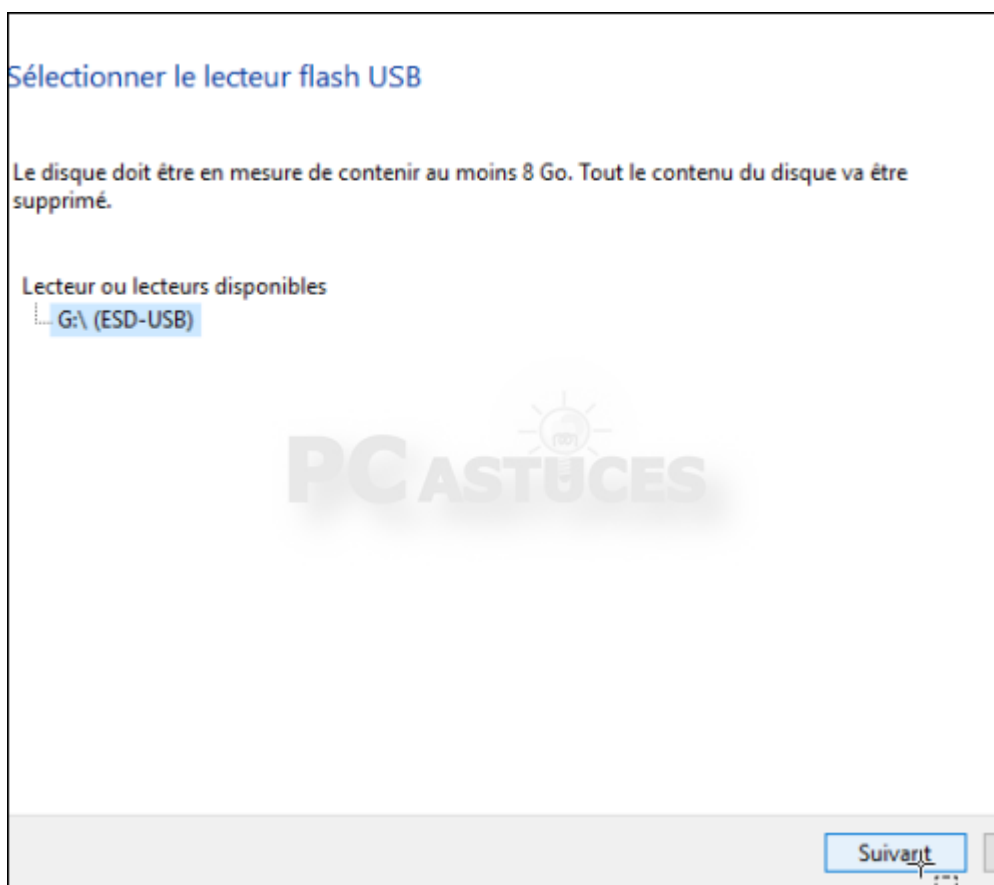 Sélectionner le lecteur flash USB
Le disque doit être en mesure de contenir au moins 8 Go. Tout le contenu du disque va être
supprimé.
Lecteur ou lecteurs disponibles
G:\ (ESD-USB)
PC ASTUCES
Suivant